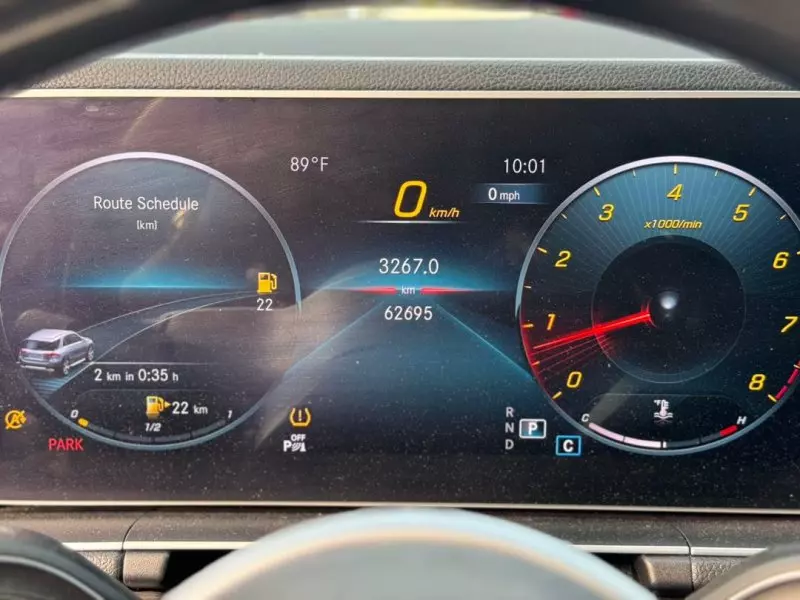 89°F
10:01
Route Schedule
[km]
0 km/h
0 mph
3267.0
km
62695
22
2 km in 0:35 h
22 km
0
1/2
1
PARK
OFF
P
R
N
D
P
C
x1000/min
0
1
2
3
4
5
6
7
8
C
H